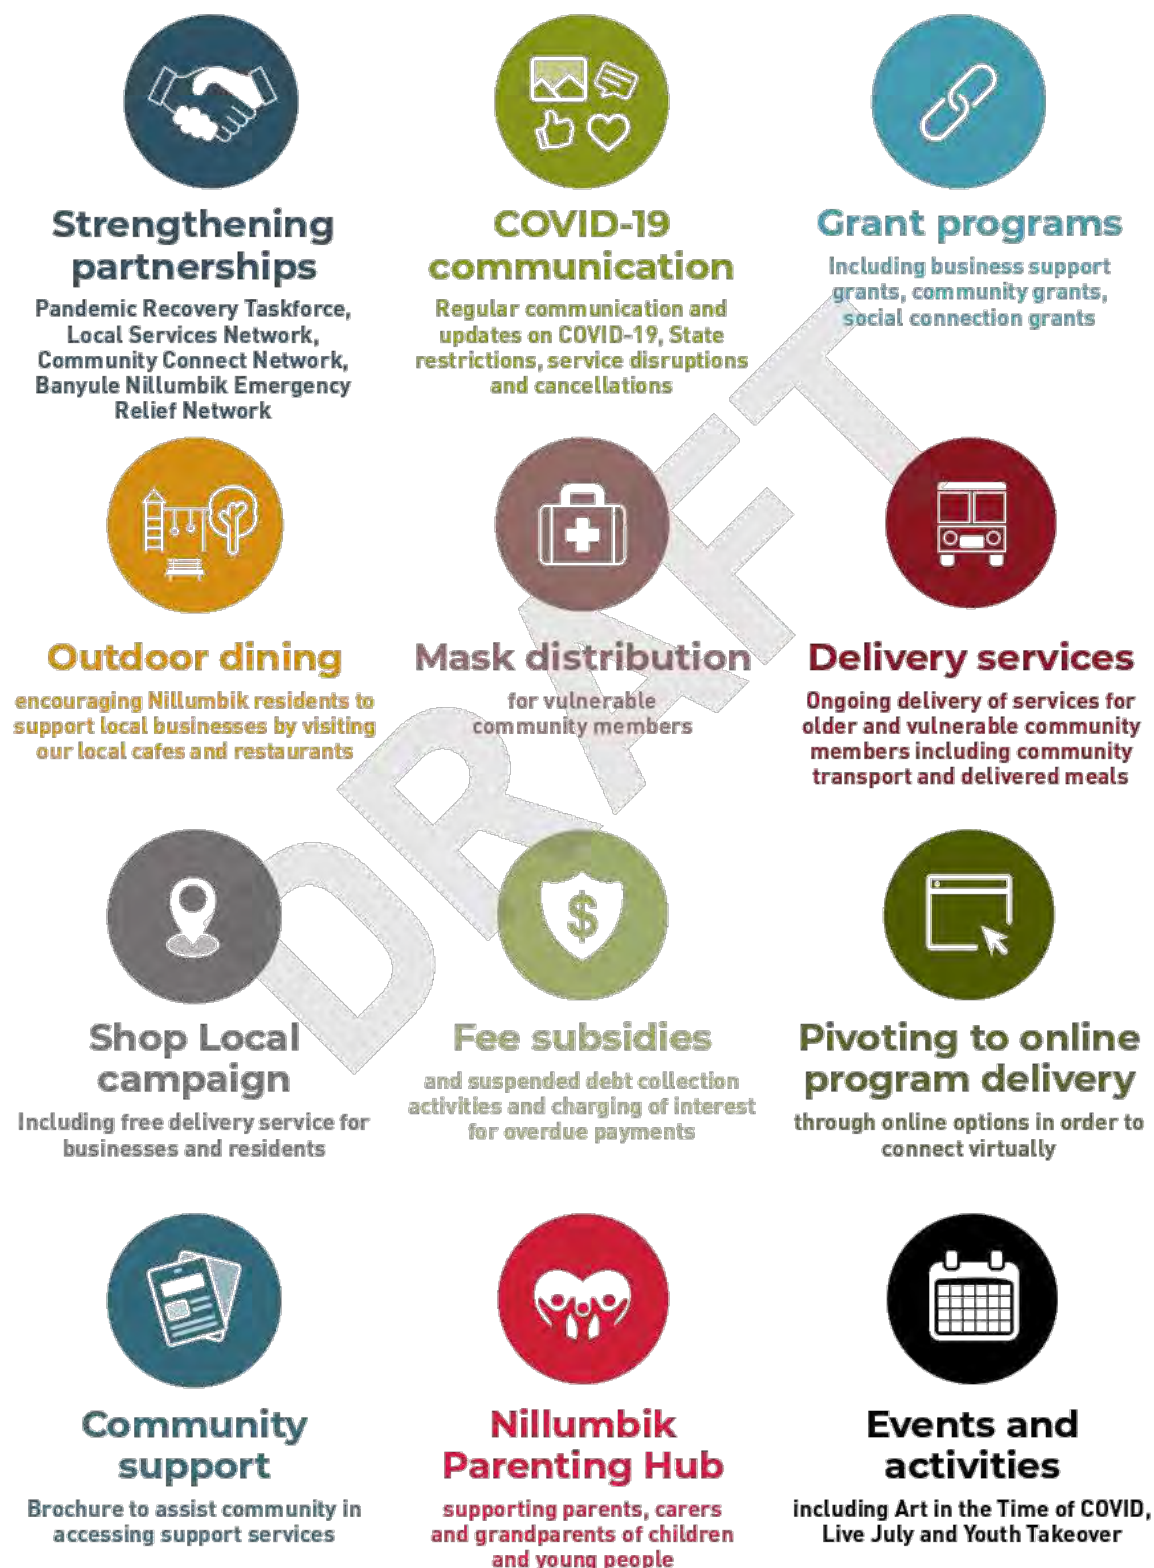 Strengthening
partnerships
Pandemic Recovery Taskforce,
Local Services Network,
Community Connect Network,
Banyule Nillumbik Emergency
Relief Network
COVID-19
communication
Regular communication and
updates on COVID-19, State
restrictions, service disruptions
and cancellations
Grant programs
Including business support
grants, community grants,
social connection grants
Outdoor dining
encouraging Nillumbik residents to
support local businesses by visiting
our local cafes and restaurants
Mask distribution
for vulnerable
community members
Delivery services
Ongoing delivery of services for
older and vulnerable community
members including community
transport and delivered meals
Shop Local
campaign
Including free delivery service for
businesses and residents
$
Fee subsidies
and suspended debt collection
activities and charging of interest
for overdue payments
Pivoting to online
program delivery
through online options in order to
connect virtually
Community
support
Brochure to assist community in
accessing support services
Nillumbik
Parenting Hub
supporting parents, carers
and grandparents of children
and young people
Events and
activities
including Art in the Time of COVID,
Live July and Youth Takeover
DRAFT